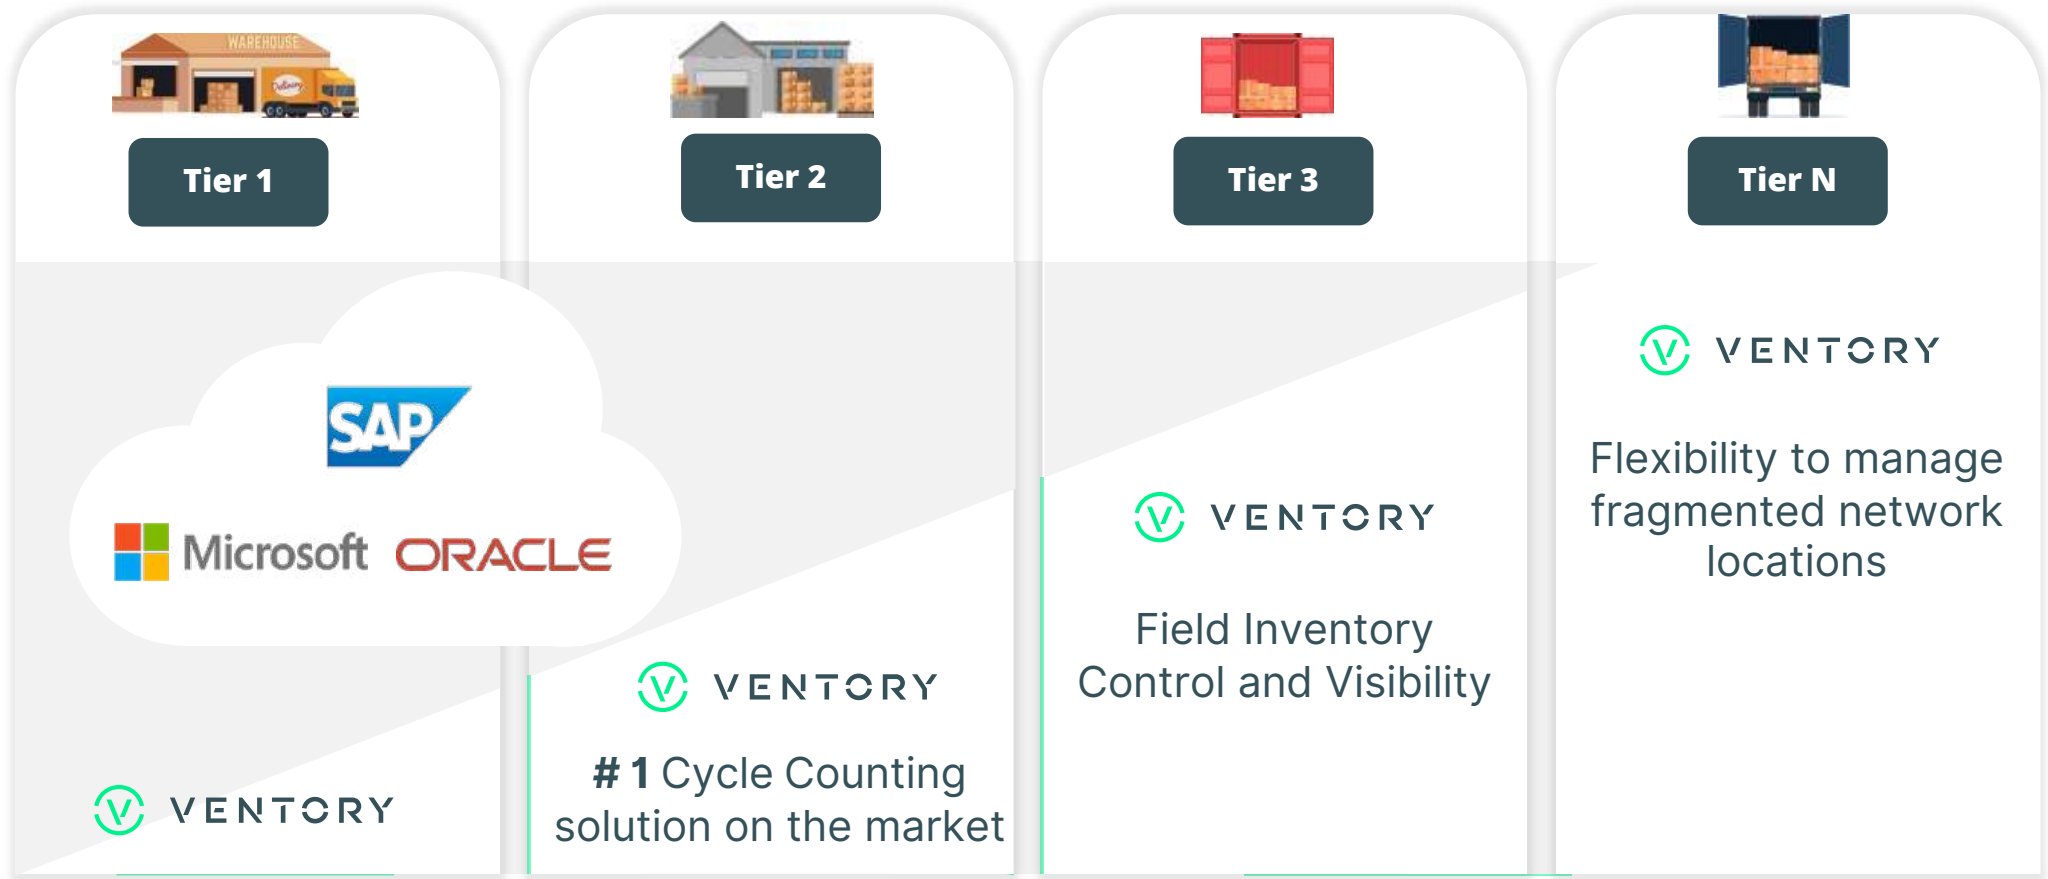 WAREHOUSE
Delivery
Tier 1
Tier 2
Tier 3
Tier N
SAP
Microsoft ORACLE
VENTORY
VENTORY
# 1 Cycle Counting
solution on the market
VENTORY
Field Inventory
Control and Visibility
VENTORY
Flexibility to manage
fragmented network
locations